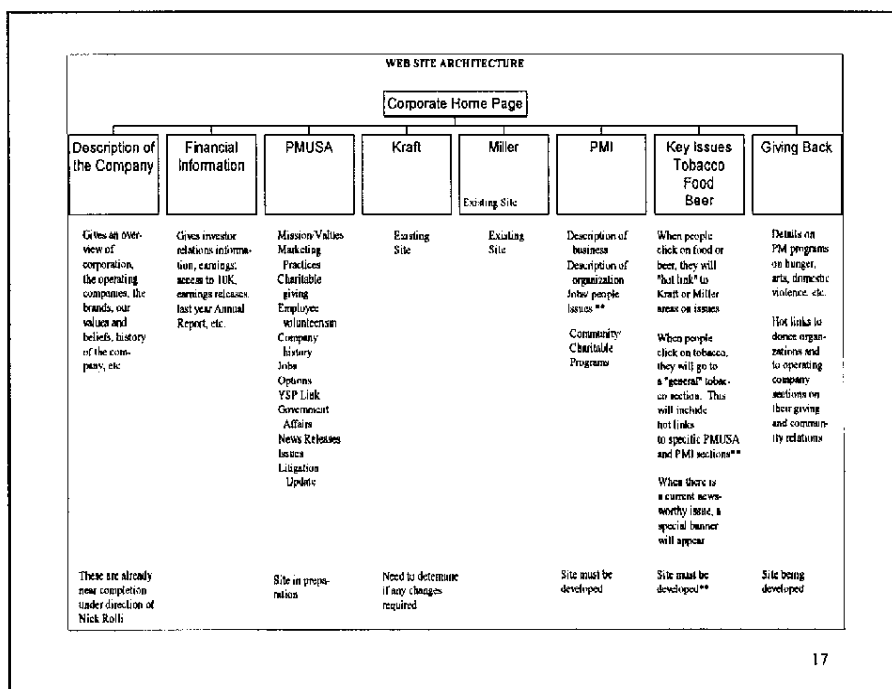 WEB SITE ARCHITECTURE
Corporate Home Page
Description of
the Company
Financial
Information
PMUSA
Kraft
Miller
Existing Site
PMI
Key Issues
Tobacco
Food
Beer
Giving Back
Gives an over-
view of
corporation,
the operating
companies, the
brands, our
values and
beliefs, history
of the com-
pany, etc
Gives investor
relations informa-
tion, earnings,
access to 10K,
earnings releases,
last year Annual
Report, etc.
Mission/Values
Marketing
Practices
Charitable
giving
Employee
volunteerism
Company
history
Jobs
Options
YSP Link
Government
Affairs
News Releases
Issues
Litigation
Update
Existing
Site
Existing
Site
Description of
business
Description of
organization
Jobs/ people
Issues **
Community/
Charitable
Programs
When people
click on food or
beer, they will
"hot link" to
Kraft or Miller
areas on issues
When people
click on tobacco,
they will go to
a "general" tobac-
co section. This
will include
hot links
to specific PMUSA
and PMI sections**
When there is
a current news-
worthy issue, a
special banner
will appear
Details on
PM programs
on hunger,
arts, domestic
violence, etc.
Hot links to
donee organ-
izations and
to operating
company
sections on
their giving
and commun-
ity relations
These are already
near completion
under direction of
Nick Rolli
Site in prepa-
ration
Need to determine
if any changes
required
Site must be
developed
Site must be
developed**
Site being
developed
17